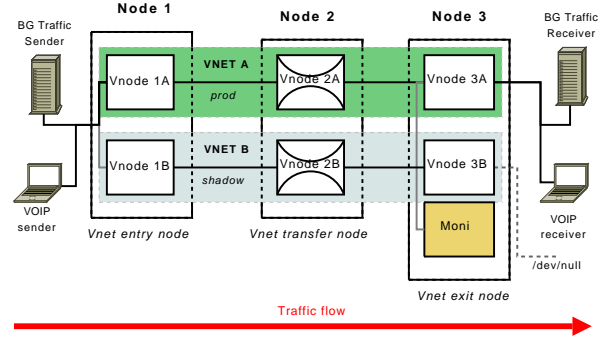 Node 1
Node 2
Node 3
BG Traffic
Sender
BG Traffic
Receiver
VNET A
Vnode 1A
prod
Vnode 2A
Vnode 3A
VNET B
Vnode 1B
shadow
Vnode 2B
Vnode 3B
VOIP
sender
Moni
VOIP
receiver
Vnet entry node
Vnet transfer node
/dev/null
Vnet exit node
Traffic flow